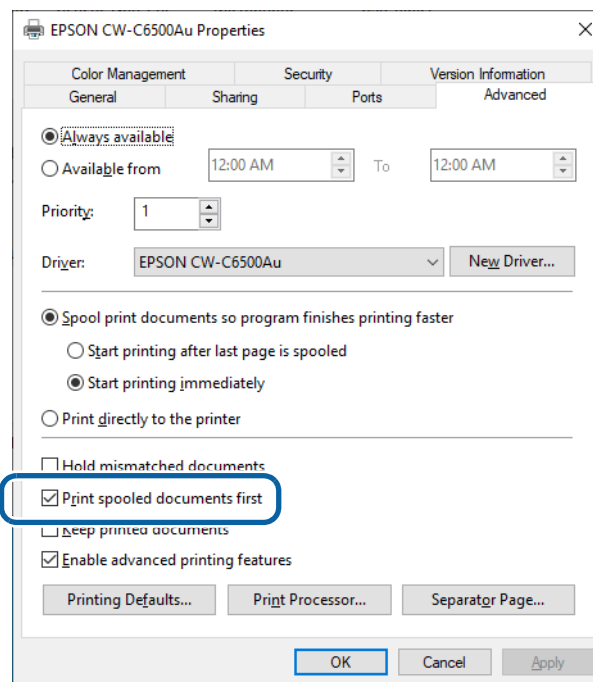 EPSON CW-C6500Au Properties
Color Management Security Version Information
General Sharing Ports Advanced
Always available
Available from 12:00 AM To 12:00 AM
Priority: 1
Driver: EPSON CW-C6500Au New Driver...
Spool print documents so program finishes printing faster
Start printing after last page is spooled
Start printing immediately
Print directly to the printer
Hold mismatched documents
Print spooled documents first
Keep printed documents
Enable advanced printing features
Printing Defaults... Print Processor... Separator Page...
OK Cancel Apply